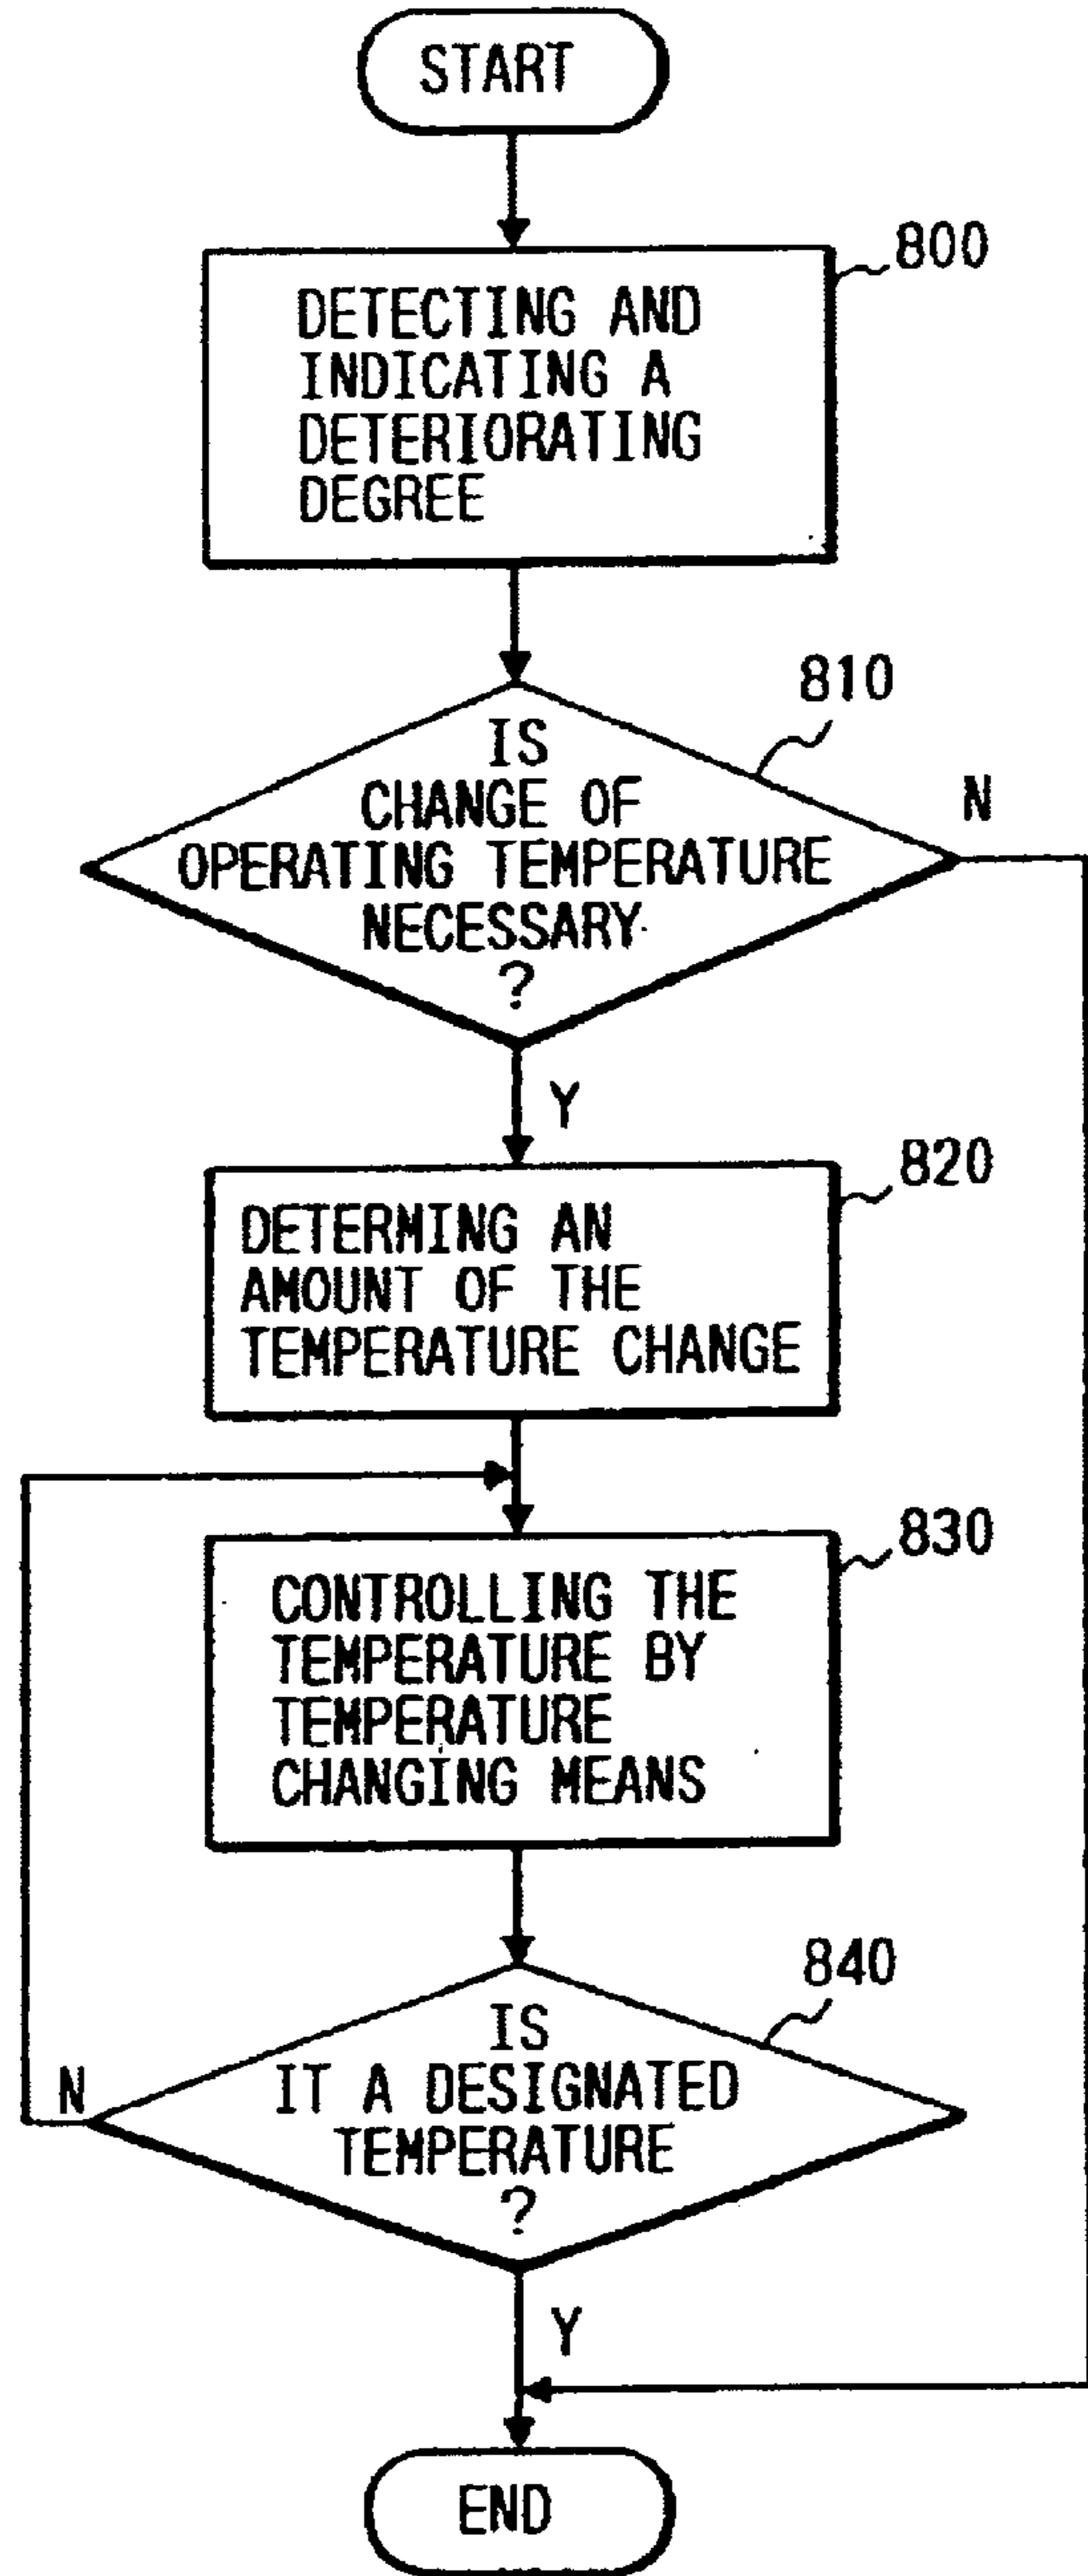 START
800
DETECTING AND
INDICATING A
DETERIORATING
DEGREE
810
IS
CHANGE OF
OPERATING TEMPERATURE
NECESSARY
?
N
Y
820
DETERMING AN
AMOUNT OF THE
TEMPERATURE CHANGE
830
CONTROLLING THE
TEMPERATURE BY
TEMPERATURE
CHANGING MEANS
840
IS
IT A DESIGNATED
TEMPERATURE
?
N
Y
END